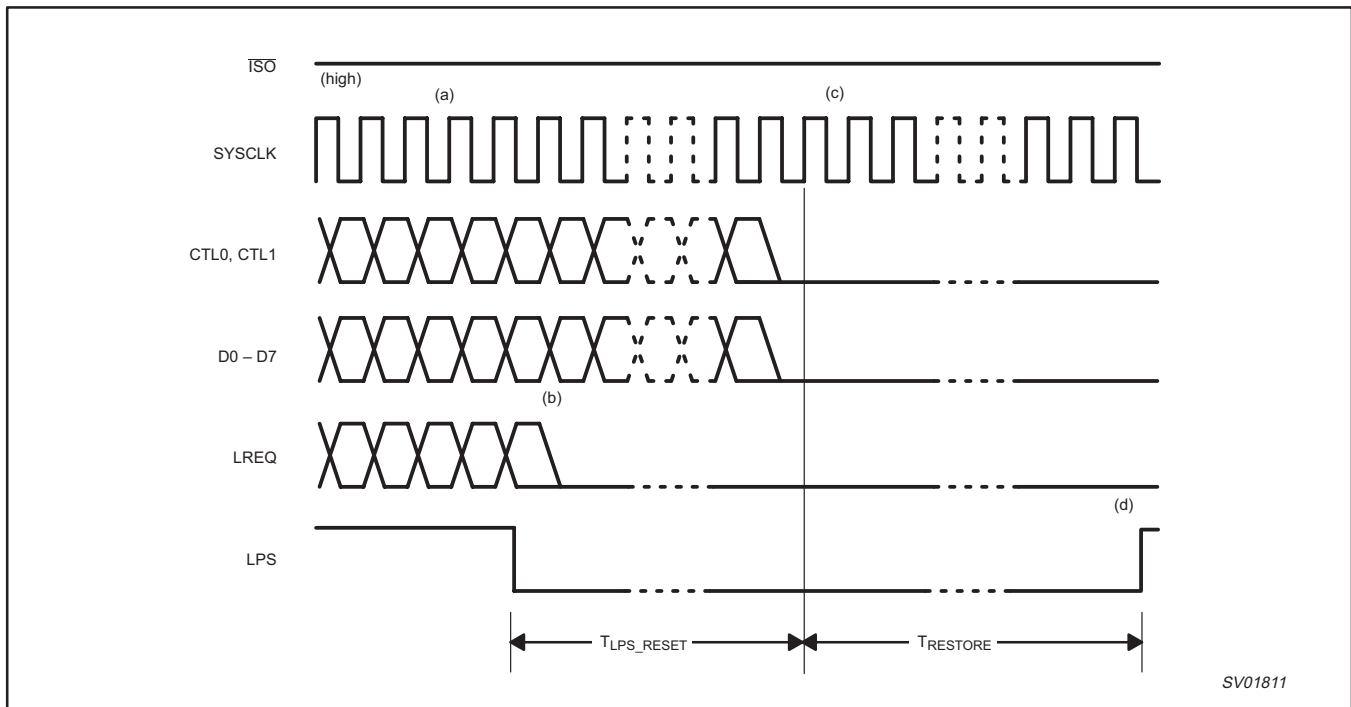 ISO
(high)
(a)
(c)
SYSCLK
CTL0, CTL1
D0 – D7
(b)
LREQ
(d)
LPS
TLPS_RESET
TRESTORE
SV01811